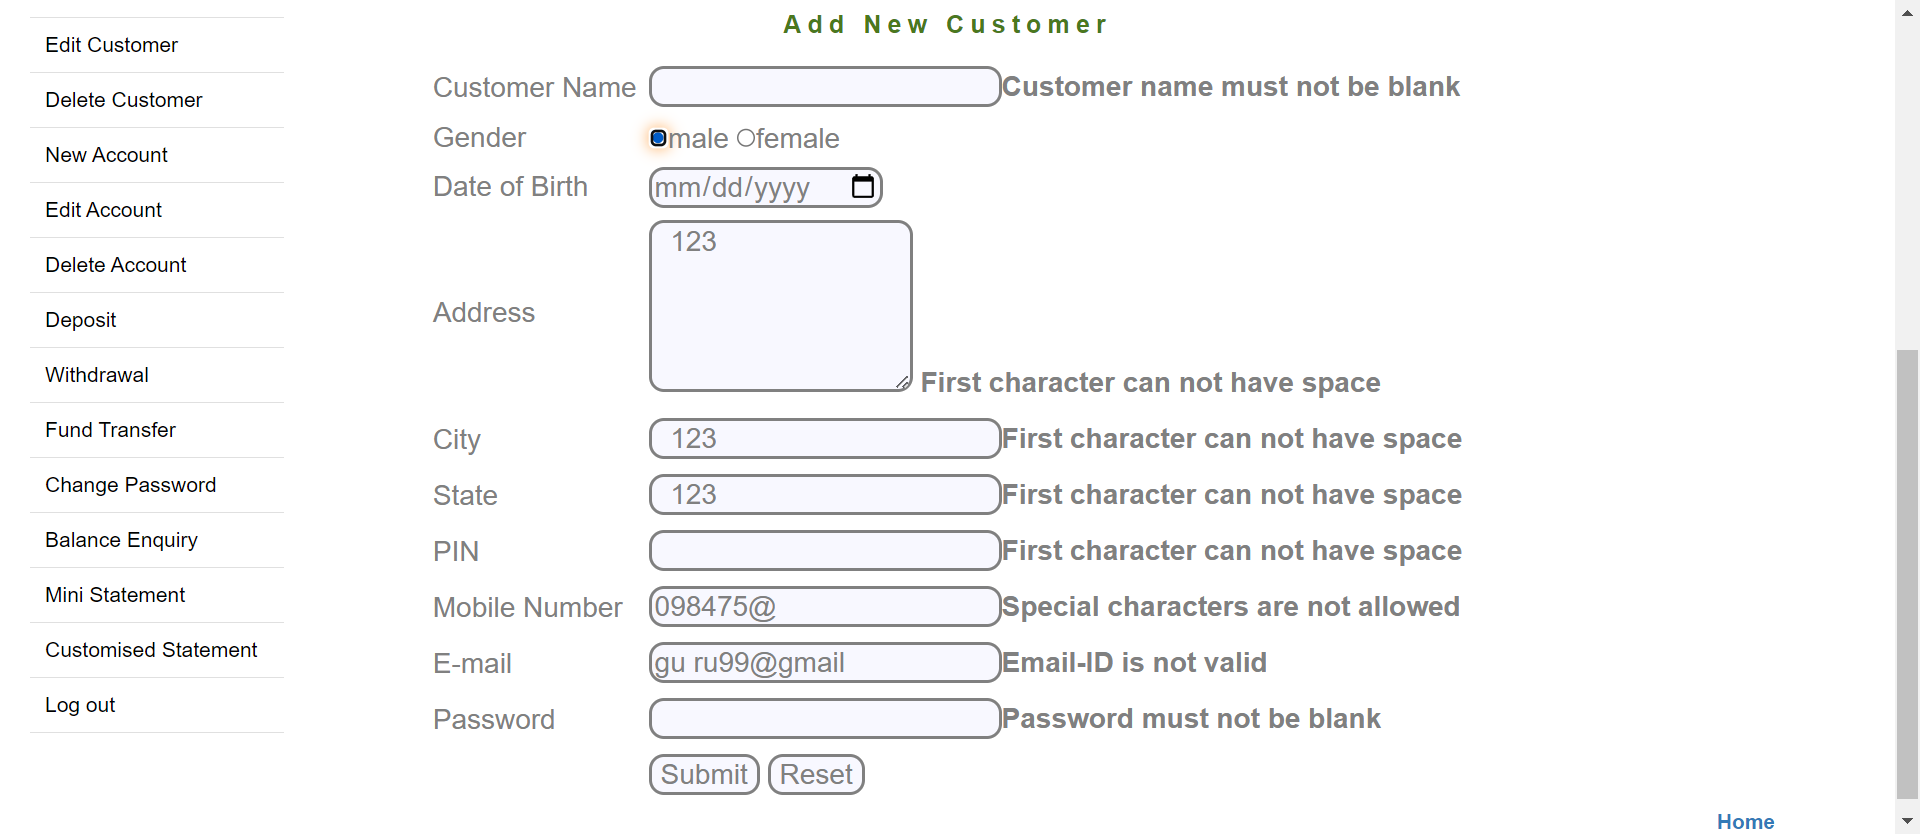 Edit Customer
Delete Customer
New Account
Edit Account
Delete Account
Deposit
Withdrawal
Fund Transfer
Change Password
Balance Enquiry
Mini Statement
Customised Statement
Log out
Add New Customer
Customer Name Customer name must not be blank
Gender male female
Date of Birth mm/dd/yyyy
Address 123 First character can not have space
City 123 First character can not have space
State 123 First character can not have space
PIN First character can not have space
Mobile Number 098475@ Special characters are not allowed
E-mail gu ru99@gmail Email-ID is not valid
Password Password must not be blank
Submit Reset
Home